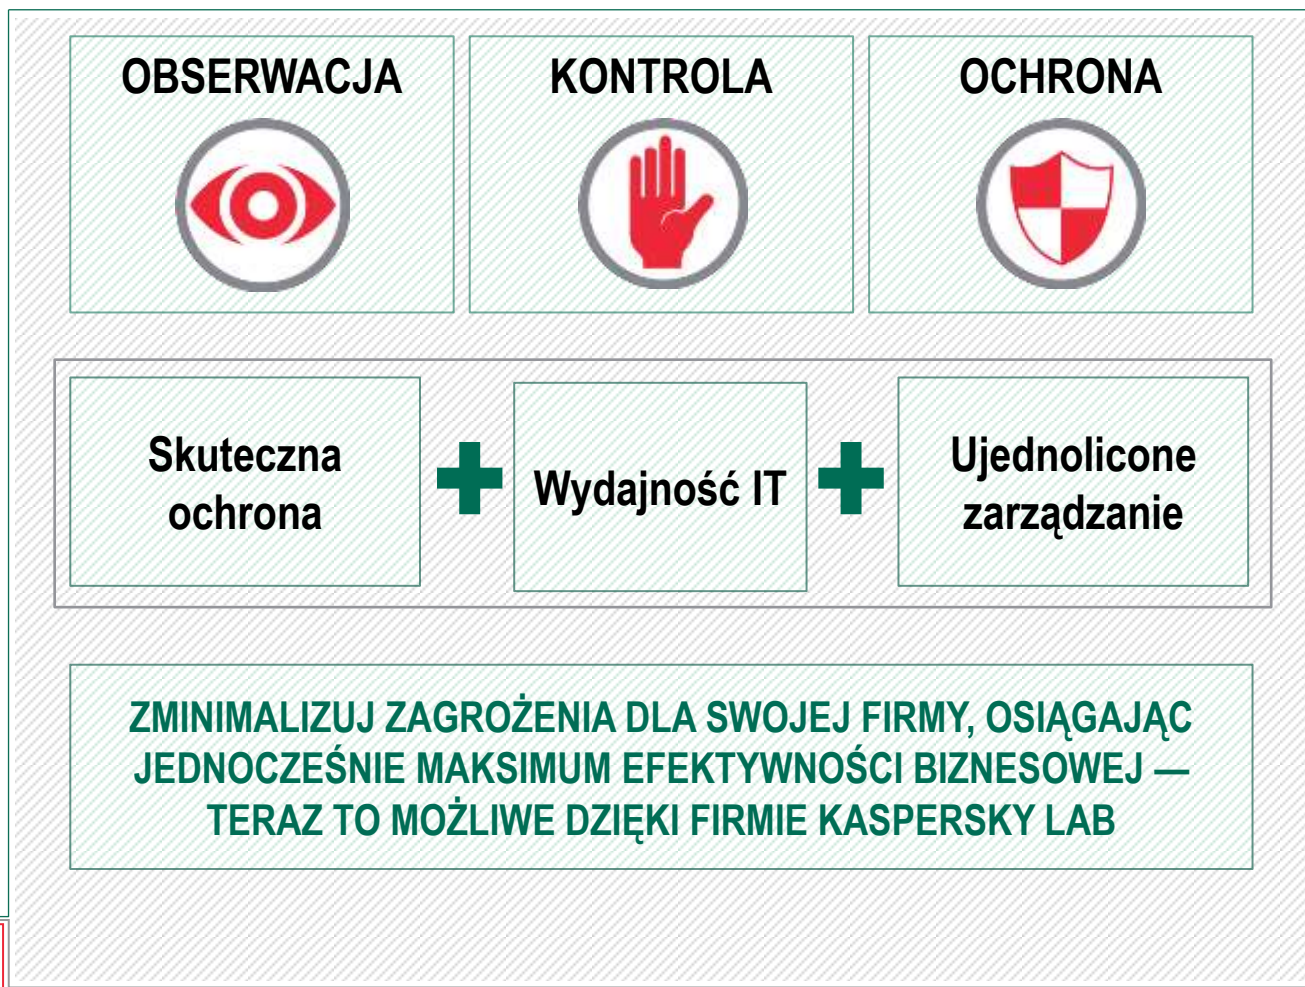 OBSERWACJA
KONTROLA
OCHRONA
Skuteczna
ochrona
Wydajność IT
Ujednolicone
zarządzanie
ZMINIMALIZUJ ZAGROŻENIA DLA SWOJEJ FIRMY, OSIĄGAJĄC
JEDNOCZEŚNIE MAKSIMUM EFEKTYWNOŚCI BIZNESOWEJ —
TERAZ TO MOŻLIWE DZIĘKI FIRMIE KASPERSKY LAB